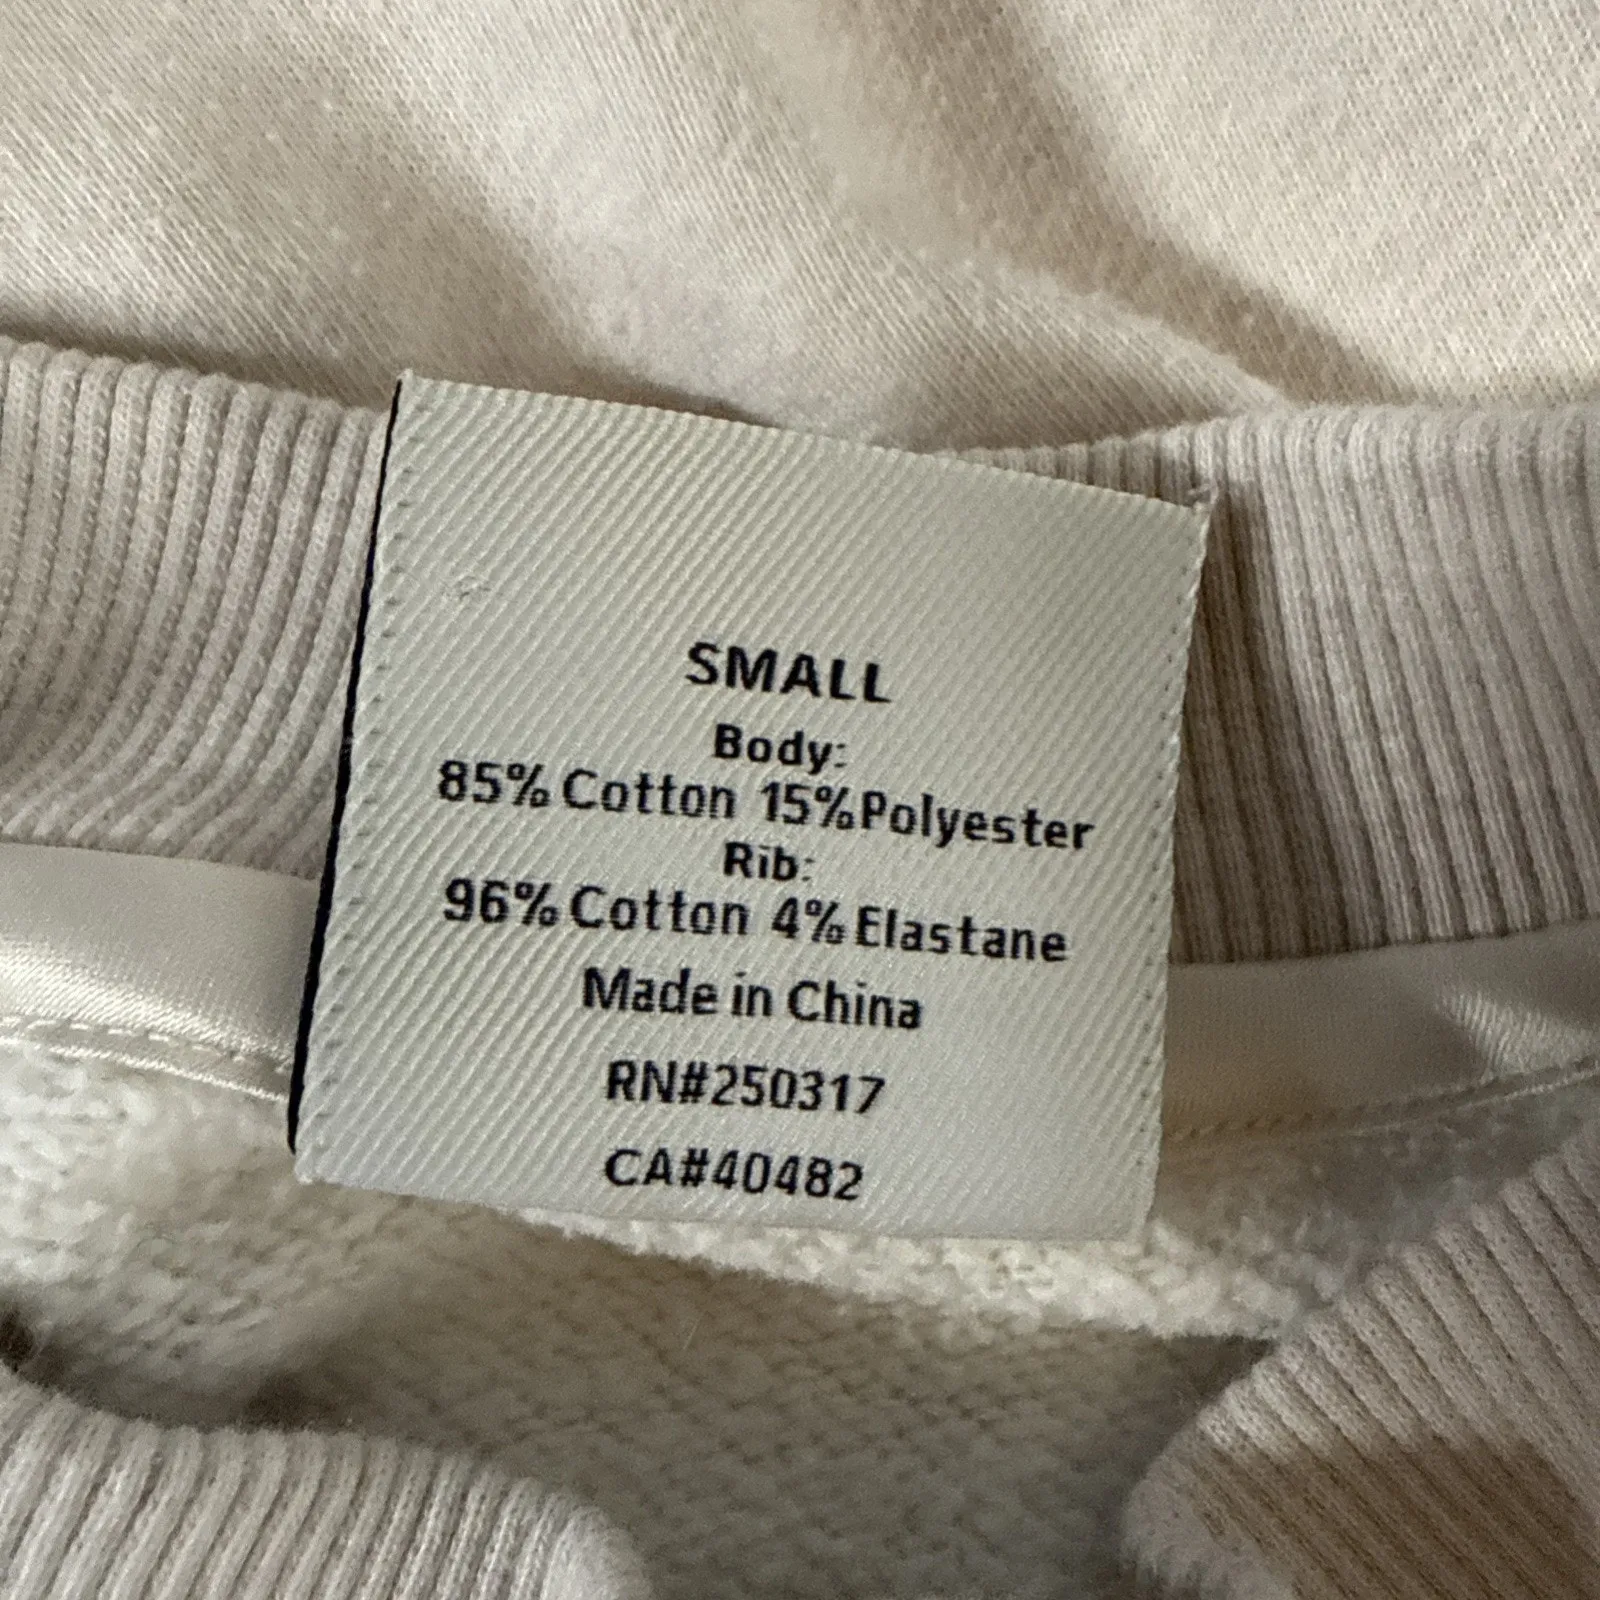 SMALL
Body:
85% Cotton 15% Polyester
Rib:
96% Cotton 4% Elastane
Made in China
RN#250317
CA#40482